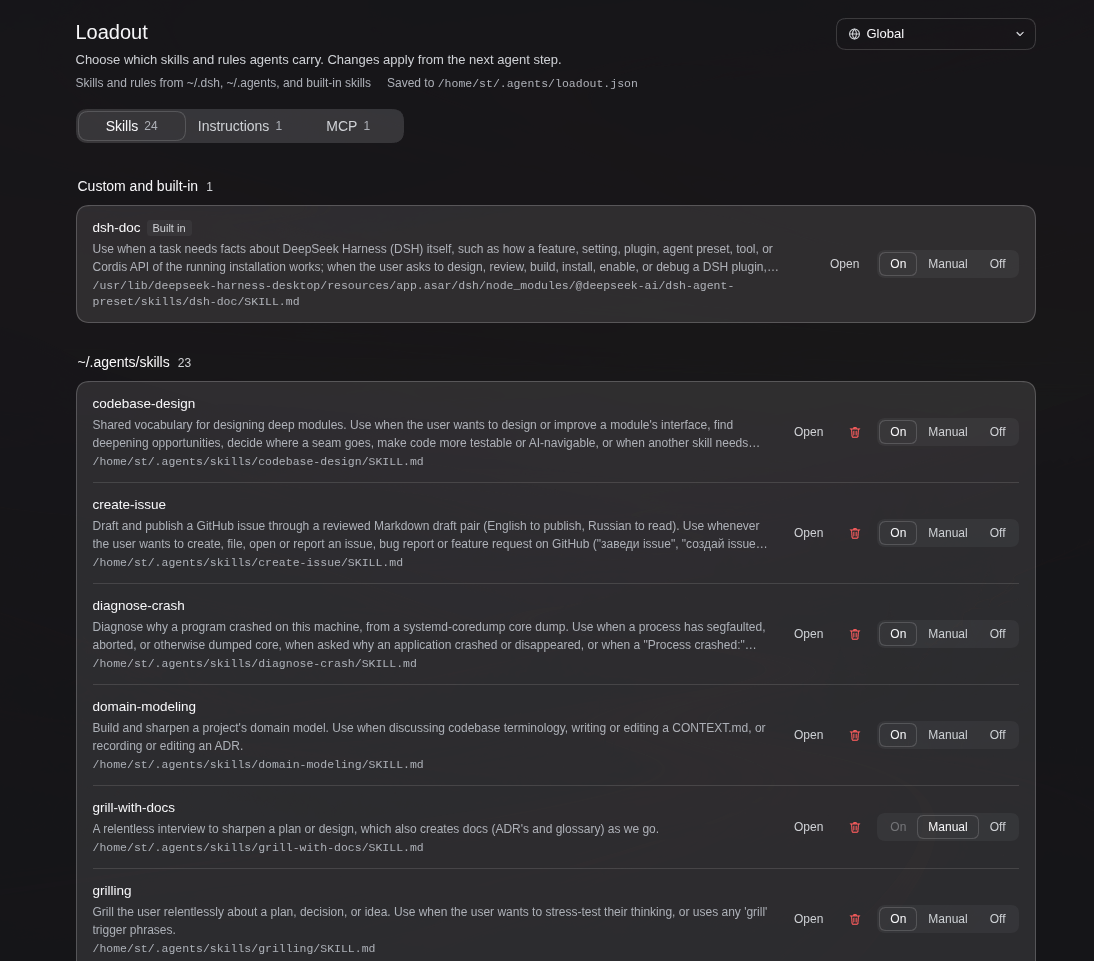 Loadout
Global
Choose which skills and rules agents carry. Changes apply from the next agent step.
Skills and rules from ~/.dsh, ~/.agents, and built-in skills Saved to /home/st/.agents/loadout.json
Skills 24 Instructions 1 MCP 1
Custom and built-in 1
dsh-doc Built in
Use when a task needs facts about DeepSeek Harness (DSH) itself, such as how a feature, setting, plugin, agent preset, tool, or
Cordis API of the running installation works; when the user asks to design, review, build, install, enable, or debug a DSH plugin,…
/usr/lib/deepseek-harness-desktop/resources/app.asar/dsh/node_modules/@deepseek-ai/dsh-agent-
preset/skills/dsh-doc/SKILL.md
Open On Manual Off
~/.agents/skills 23
codebase-design
Shared vocabulary for designing deep modules. Use when the user wants to design or improve a module's interface, find
deepening opportunities, decide where a seam goes, make code more testable or AI-navigable, or when another skill needs…
/home/st/.agents/skills/codebase-design/SKILL.md
Open On Manual Off
create-issue
Draft and publish a GitHub issue through a reviewed Markdown draft pair (English to publish, Russian to read). Use whenever
the user wants to create, file, open or report an issue, bug report or feature request on GitHub ("заведи issue", "создай issue…
/home/st/.agents/skills/create-issue/SKILL.md
Open On Manual Off
diagnose-crash
Diagnose why a program crashed on this machine, from a systemd-coredump core dump. Use when a process has segfaulted,
aborted, or otherwise dumped core, when asked why an application crashed or disappeared, or when a "Process crashed:"…
/home/st/.agents/skills/diagnose-crash/SKILL.md
Open On Manual Off
domain-modeling
Build and sharpen a project's domain model. Use when discussing codebase terminology, writing or editing a CONTEXT.md, or
recording or editing an ADR.
/home/st/.agents/skills/domain-modeling/SKILL.md
Open On Manual Off
grill-with-docs
A relentless interview to sharpen a plan or design, which also creates docs (ADR's and glossary) as we go.
/home/st/.agents/skills/grill-with-docs/SKILL.md
Open On Manual Off
grilling
Grill the user relentlessly about a plan, decision, or idea. Use when the user wants to stress-test their thinking, or uses any 'grill'
trigger phrases.
/home/st/.agents/skills/grilling/SKILL.md
Open On Manual Off